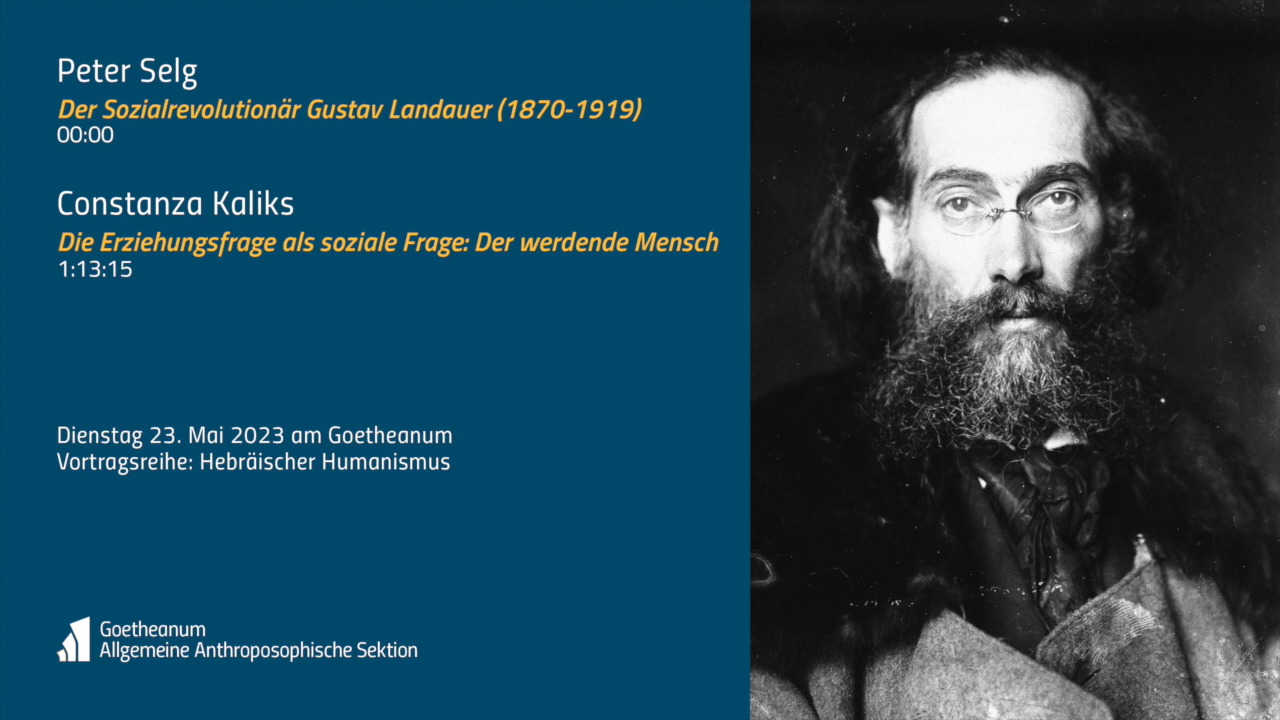 Peter Selg
Der Sozialrevolutionär Gustav Landauer (1870-1919)
00:00
Constanza Kaliks
Die Erziehungsfrage als soziale Frage: Der werdende Mensch
1:13:15
Dienstag 23. Mai 2023 am Goetheanum
Vortragsreihe: Hebräischer Humanismus
Goetheanum
Allgemeine Anthroposophische Sektion